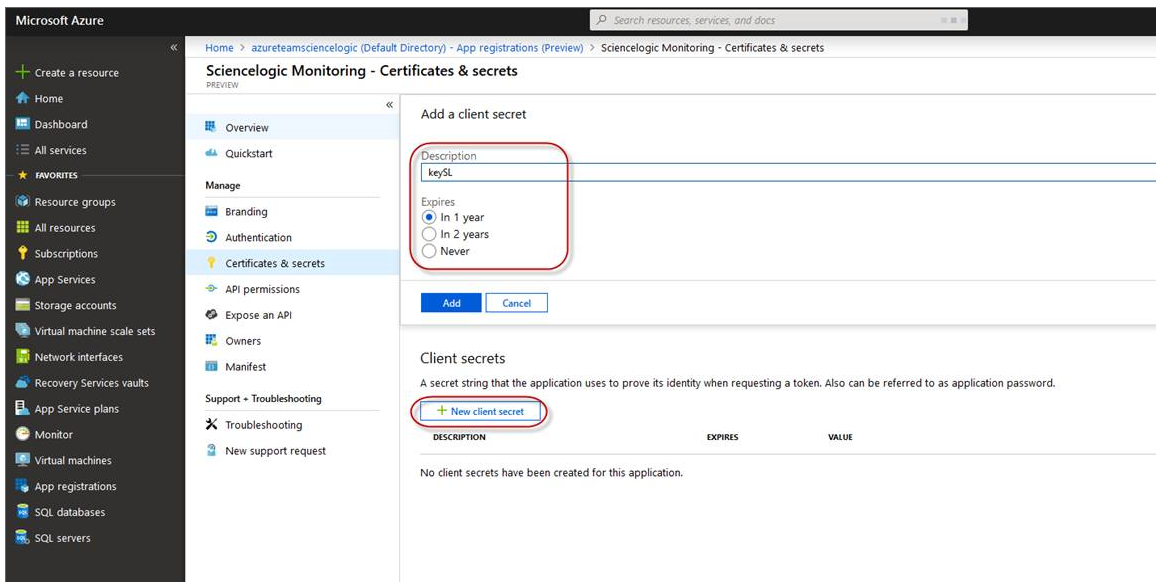 Microsoft Azure
Search resources, services, and docs
«
Create a resource
Home
Dashboard
All services
FAVORITES
Resource groups
All resources
Subscriptions
App Services
Storage accounts
Virtual machine scale sets
Network interfaces
Recovery Services vaults
App Service plans
Monitor
Virtual machines
App registrations
SQL databases
SQL servers
Home > azureteamsciencelogic (Default Directory) - App registrations (Preview) > Sciencelogic Monitoring - Certificates & secrets
Sciencelogic Monitoring - Certificates & secrets
PREVIEW
«
Overview
Quickstart
Manage
Branding
Authentication
Certificates & secrets
API permissions
Expose an API
Owners
Manifest
Support + Troubleshooting
Troubleshooting
New support request
Add a client secret
Description
keySL
Expires
In 1 year
In 2 years
Never
Add Cancel
Client secrets
A secret string that the application uses to prove its identity when requesting a token. Also can be referred to as application password.
+ New client secret
DESCRIPTION EXPIRES VALUE
No client secrets have been created for this application.